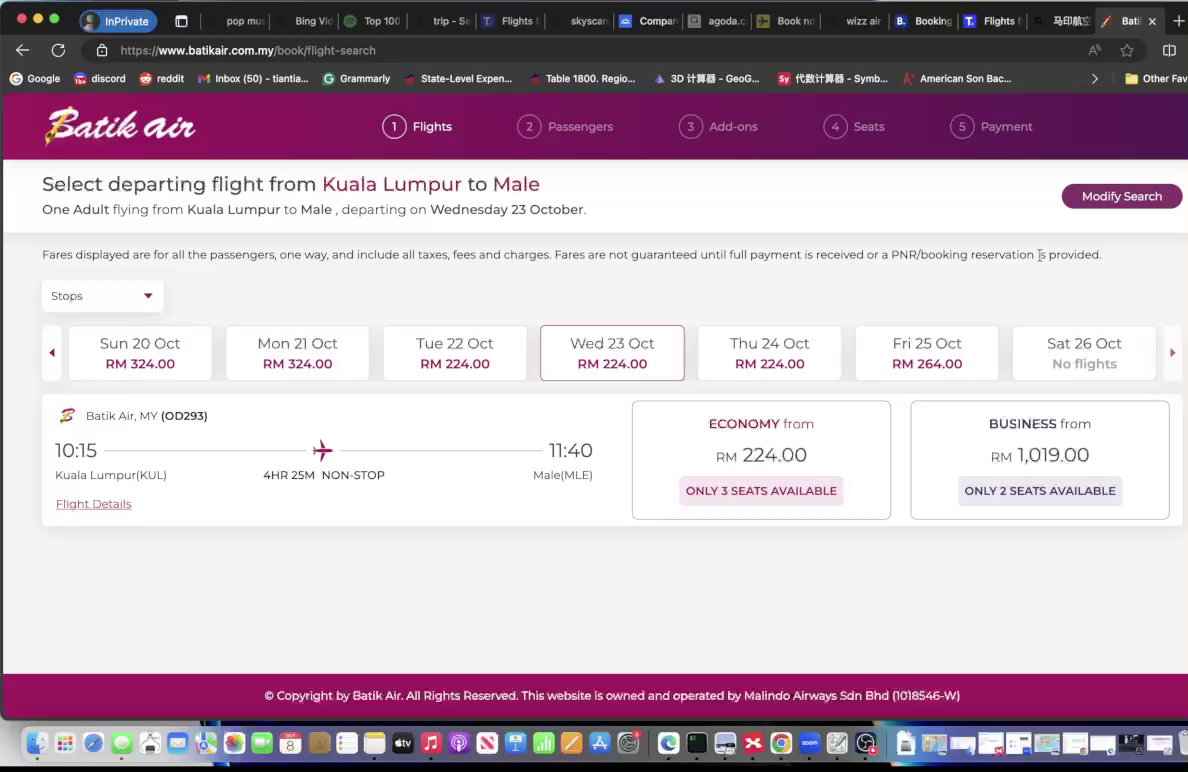 InPrivate
pop mus
Bing Vid
Top 100
trip - Se
Flights f
skyscar
Compar
agoda.c
Book no
wizz air
Booking
Flights f
马印航空
Bati
https://www.batikair.com.my/book/flight-search
Google
discord
reddit
Inbox (50) - tiantia...
Grammarly
State-Level Expen...
Table 1800. Regio...
3D 计算器 - GeoG...
代数计算器 - Symb...
American Son Bac...
Other Fav
Batik air
1 Flights
2 Passengers
3 Add-ons
4 Seats
5 Payment
Select departing flight from Kuala Lumpur to Male
One Adult flying from Kuala Lumpur to Male , departing on Wednesday 23 October.
Modify Search
Fares displayed are for all the passengers, one way, and include all taxes, fees and charges. Fares are not guaranteed until full payment is received or a PNR/booking reservation is provided.
Stops
Sun 20 Oct
RM 324.00
Mon 21 Oct
RM 324.00
Tue 22 Oct
RM 224.00
Wed 23 Oct
RM 224.00
Thu 24 Oct
RM 224.00
Fri 25 Oct
RM 264.00
Sat 26 Oct
No flights
Batik Air, MY (OD293)
10:15
11:40
Kuala Lumpur(KUL)
4HR 25M NON-STOP
Male(MLE)
Flight Details
ECONOMY from
RM 224.00
ONLY 3 SEATS AVAILABLE
BUSINESS from
RM 1,019.00
ONLY 2 SEATS AVAILABLE
© Copyright by Batik Air. All Rights Reserved. This website is owned and operated by Malindo Airways Sdn Bhd (1018546-W)
8
tv
zoom